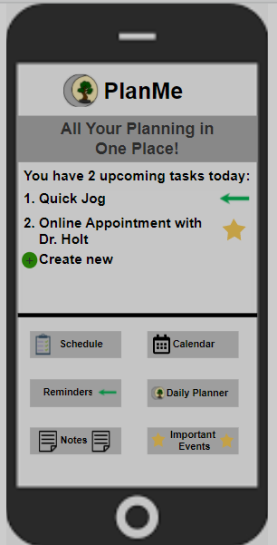 PlanMe
All Your Planning in
One Place!
You have 2 upcoming tasks today:
1. Quick Jog
2. Online Appointment with
Dr. Holt
Create new
Schedule
Calendar
Reminders
Daily Planner
Notes
Important
Events